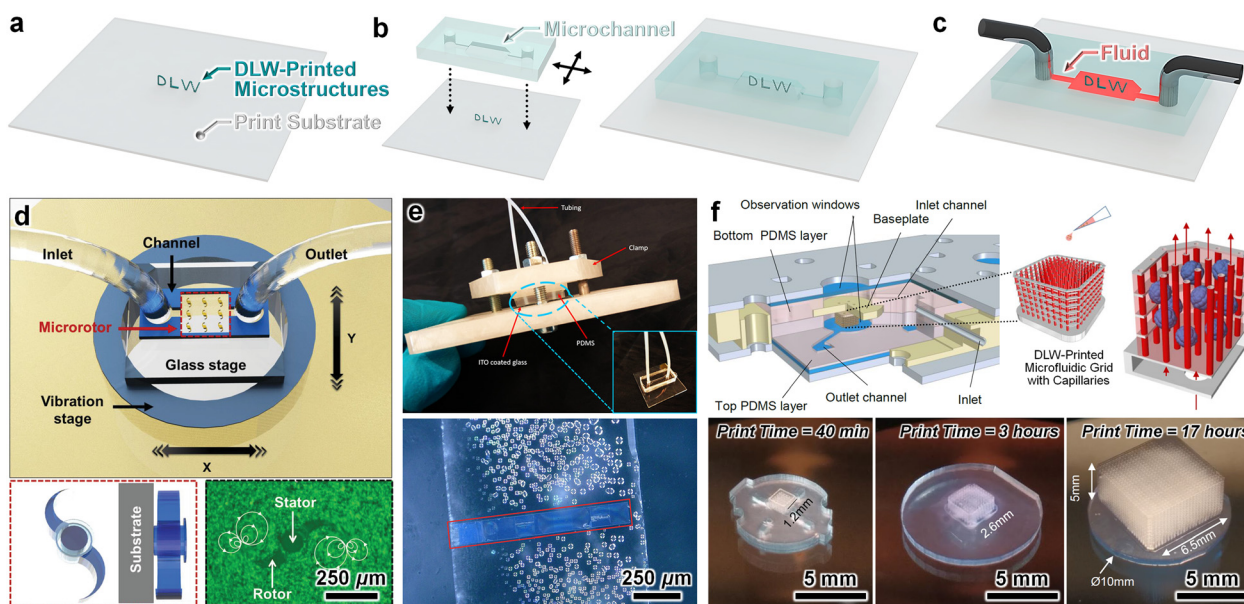 a
DLW
DLW-Printed
Microstructures
Print Substrate
b
Microchannel
DLW
DLW
c
Fluid
DLW
d
Inlet
Channel
Outlet
Microrotor
Y
Glass stage
Vibration
stage
X
Substrate
Stator
Rotor
250 µm
e
Tubing
Clamp
ITO coated glass
PDMS
250 µm
f
Observation windows
Inlet channel
Baseplate
Bottom PDMS layer
Top PDMS layer
Outlet channel
Inlet
DLW-Printed
Microfluidic Grid
with Capillaries
Print Time = 40 min
1.2mm
5 mm
Print Time = 3 hours
2.6mm
5 mm
Print Time = 17 hours
5mm
6.5mm
Ø10mm
5 mm